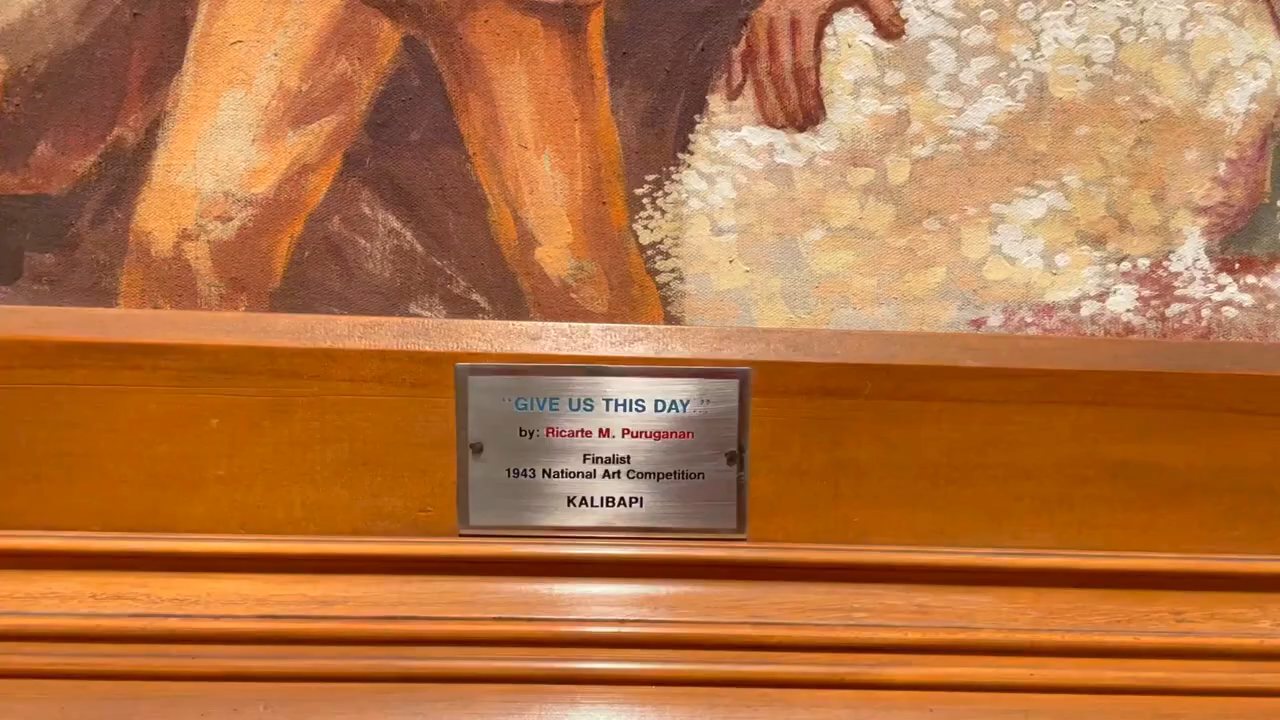 "GIVE US THIS DAY..."
by: Ricarte M. Puruganan
Finalist
1943 National Art Competition
KALIBAPI